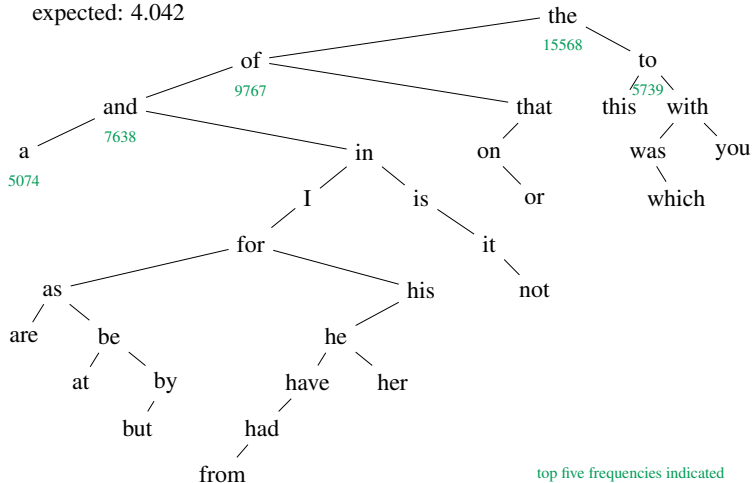 expected: 4.042
the
15568
of
to
9767
5739
and
that
this
with
7638
a
in
on
was
you
5074
I
is
or
which
for
it
as
his
not
are
be
he
at
by
have
her
but
had
from
top five frequencies indicated